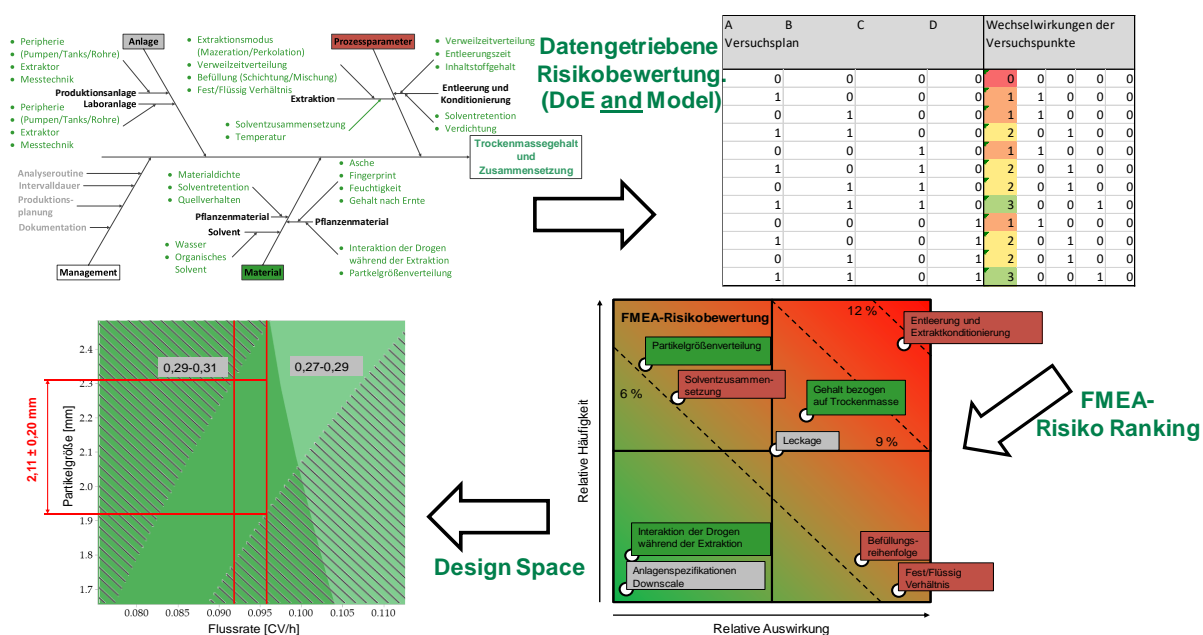 Peripherie
(Pumpen/Tanks/Rohre)
Extraktor
Messtechnik
Anlage
Produktionsanlage
Laboranlage
Peripherie
(Pumpen/Tanks/Rohre)
Extraktor
Messtechnik
Extraktionsmodus
(Mazeration/Perkolation)
Verweilzeitverteilung
Befüllung (Schichtung/Mischung)
Fest/Flüssig Verhältnis
Extraktion
Solventzusammensetzung
Temperatur
Prozessparameter
Verweilzeitverteilung
Entleerungszeit
Inhaltstoffgehalt
Entleerung und
Konditionierung
Solventretention
Verdichtung
Trockenmassegehalt
und
Zusammensetzung
Analyseroutine
Intervalldauer
Produktions-
planung
Dokumentation
Management
Materialdichte
Solventretention
Quellverhalten
Pflanzenmaterial
Solvent
Wasser
Organisches
Solvent
Material
Asche
Fingerprint
Feuchtigkeit
Gehalt nach Ernte
Pflanzenmaterial
Interaktion der Drogen
während der Extraktion
Partikelgrößenverteilung
Datengetriebene
Risikobewertung.
(DoE and Model)
A B C D Wechselwirkungen der
Versuchsplan Versuchspunkte
0 0 0 0 0 0 0 0 0
1 0 0 0 1 1 0 0 0
0 1 0 0 1 1 0 0 0
1 1 0 0 2 0 1 0 0
0 0 1 0 1 1 0 0 0
1 0 1 0 2 0 1 0 0
0 1 1 0 2 0 1 0 0
1 1 1 0 3 0 0 1 0
0 0 0 1 1 1 0 0 0
1 0 0 1 2 0 1 0 0
0 1 0 1 2 0 1 0 0
1 1 0 1 3 0 0 1 0
FMEA-
Risiko Ranking
FMEA-Risikobewertung
12 %
Entleerung und
Extraktkonditionierung
Partikelgrößenverteilung
Solventzusammen-
setzung
6 %
Gehalt bezogen
auf Trockenmasse
Leckage
9 %
Interaktion der Drogen
während der Extraktion
Anlagenspezifikationen
Downscale
Befüllungs-
reihenfolge
Fest/Flüssig
Verhältnis
Relative Häufigkeit
Relative Auswirkung
Design Space
0,29-0,31
0,27-0,29
2,11 ± 0,20 mm
Partikelgröße [mm]
2.4
2.3
2.2
2.1
2.0
1.9
1.8
1.7
0.080 0.085 0.090 0.095 0.100 0.105 0.110
Flussrate [CV/h]